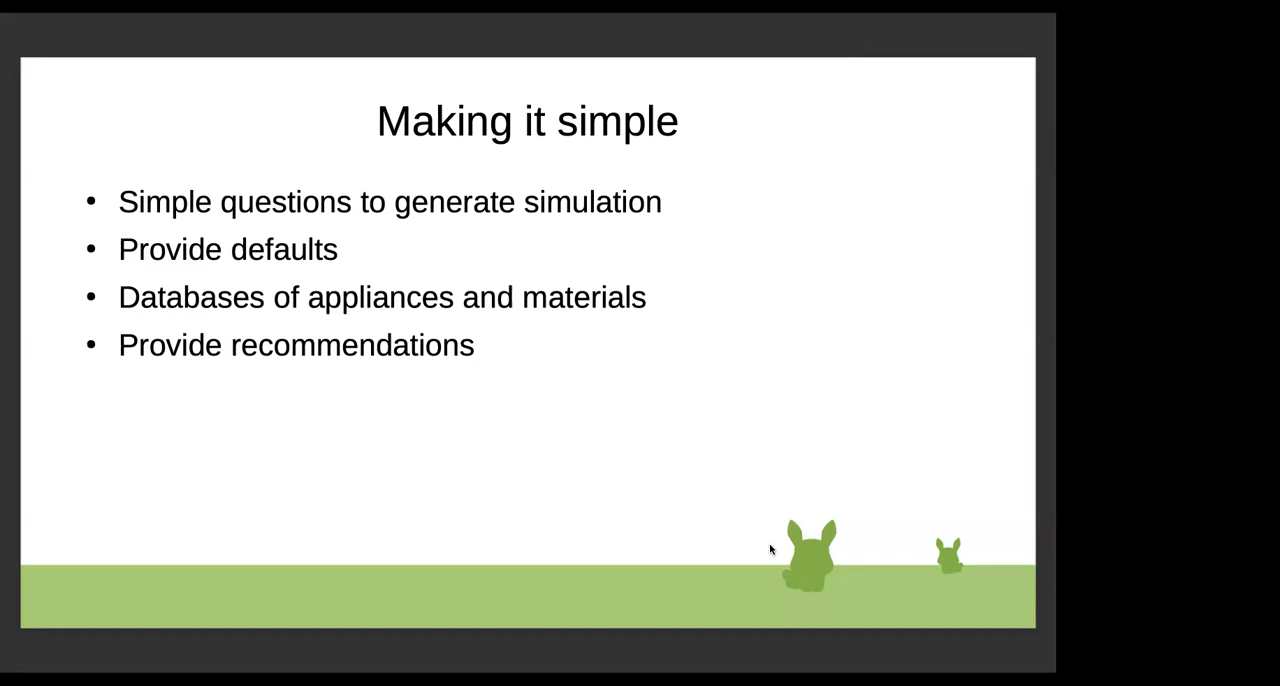 Making it simple
• Simple questions to generate simulation
• Provide defaults
• Databases of appliances and materials
• Provide recommendations